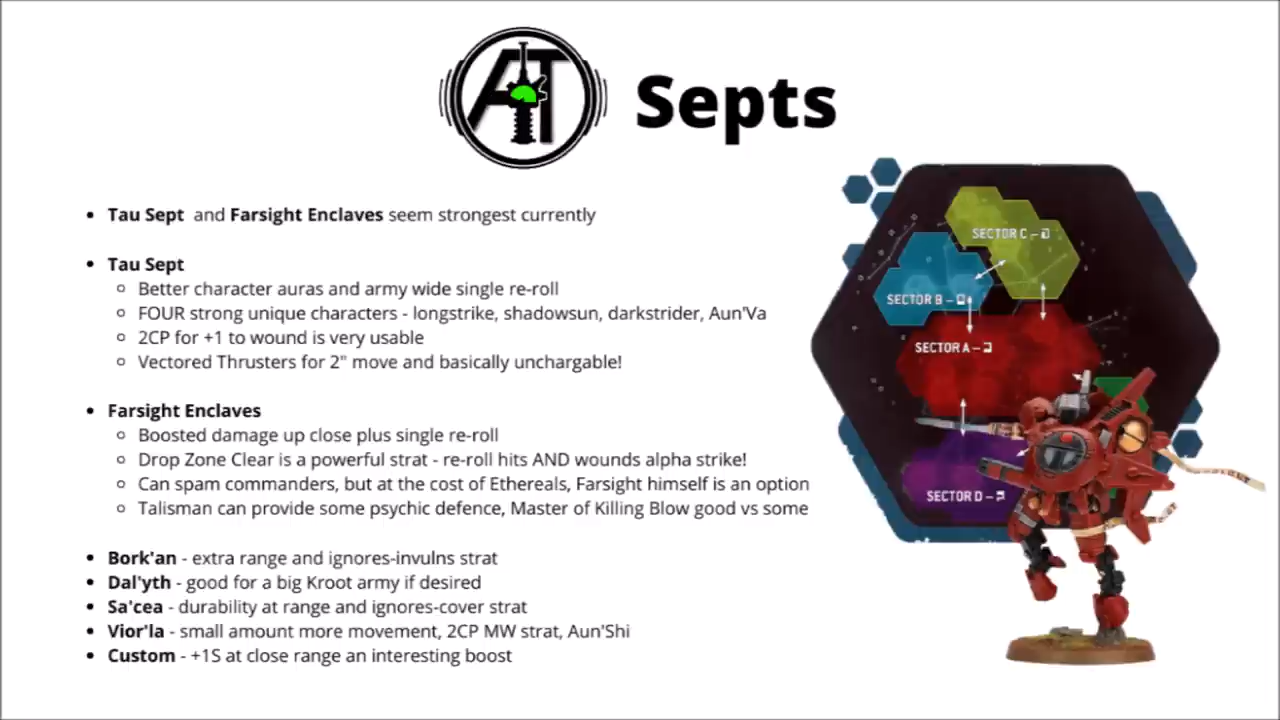 AT
Septs
• Tau Sept and Farsight Enclaves seem strongest currently
• Tau Sept
○ Better character auras and army wide single re-roll
○ FOUR strong unique characters - longstrike, shadowsun, darkstrider, Aun'Va
○ 2CP for +1 to wound is very usable
○ Vectored Thrusters for 2" move and basically unchargable!
• Farsight Enclaves
○ Boosted damage up close plus single re-roll
○ Drop Zone Clear is a powerful strat - re-roll hits AND wounds alpha strike!
○ Can spam commanders, but at the cost of Ethereals, Farsight himself is an option
○ Talisman can provide some psychic defence, Master of Killing Blow good vs some
• Bork'an - extra range and ignores-invulns strat
• Dal'yth - good for a big Kroot army if desired
• Sa'cea - durability at range and ignores-cover strat
• Vior'la - small amount more movement, 2CP MW strat, Aun'Shi
• Custom - +1S at close range an interesting boost
SECTOR C –
SECTOR B –
SECTOR A –
SECTOR D –